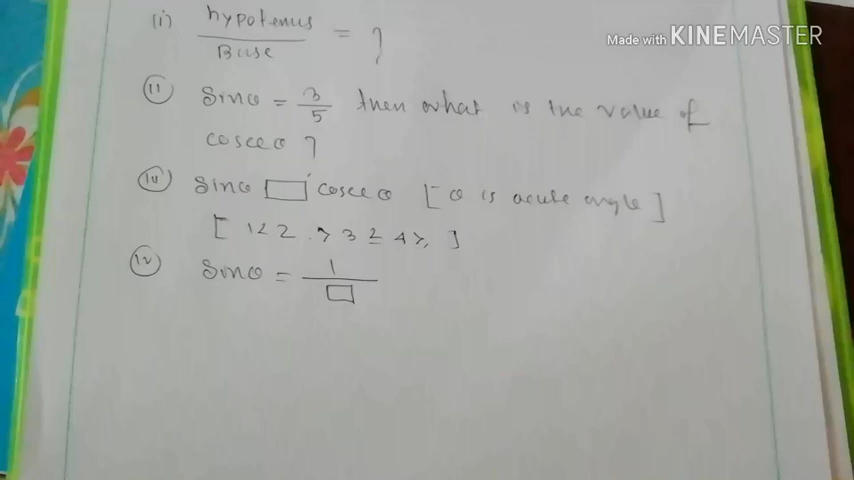 Made with KINEMASTER
(i) hypotenus / Base = ?
(ii) Sinθ = 3/5 then what is the value of
cosecθ ?
(iii) Sinθ □ cosecθ [ θ is acute angle ]
[ 1< 2.> 3 ≤ 4 ≥ ]
(iv) Sinθ = 1/□